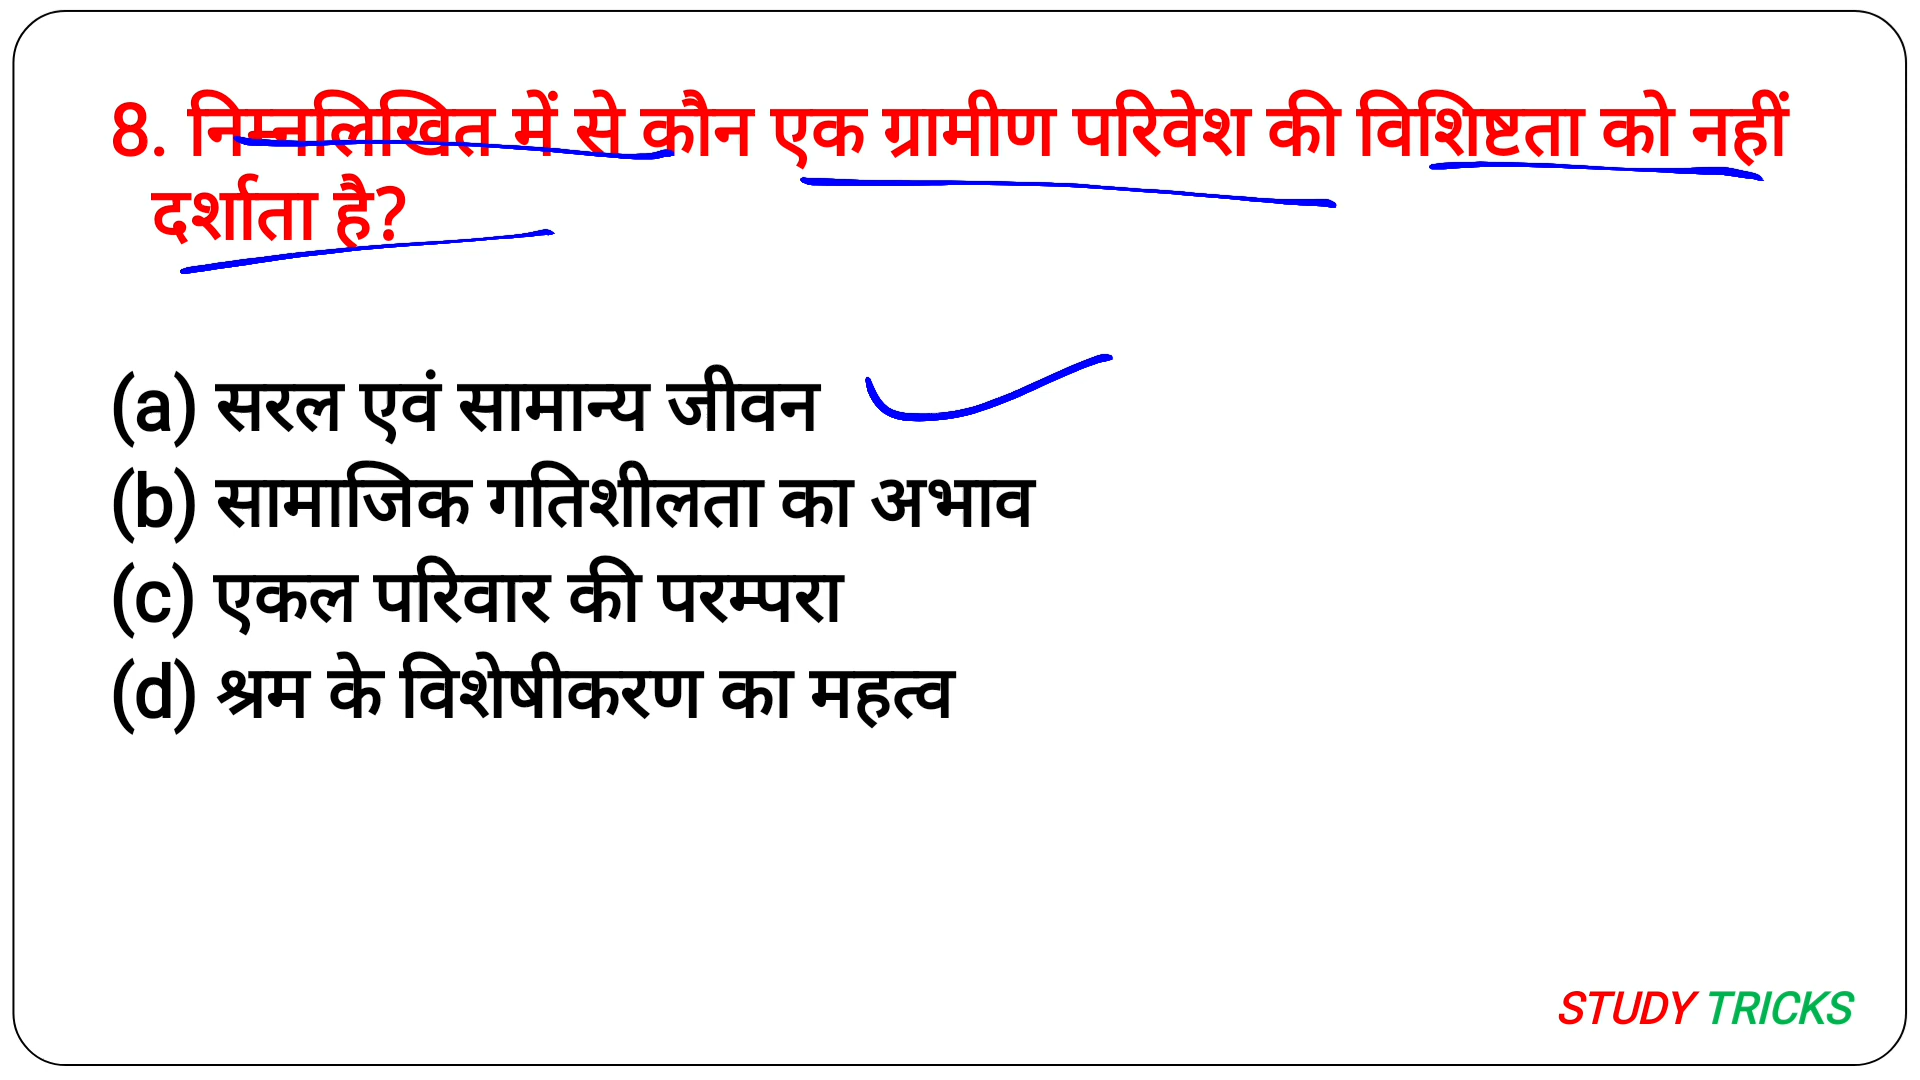 8. निम्नलिखित में से कौन एक ग्रामीण परिवेश की विशिष्टता को नहीं
दर्शाता है?
(a) सरल एवं सामान्य जीवन
(b) सामाजिक गतिशीलता का अभाव
(c) एकल परिवार की परम्परा
(d) श्रम के विशेषीकरण का महत्व
STUDY TRICKS